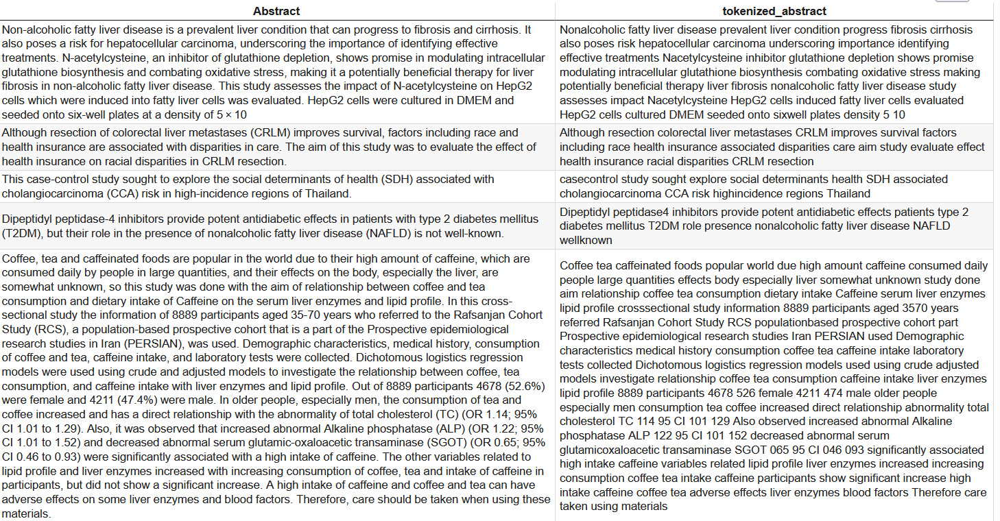 Abstract
tokenized_abstract
Non-alcoholic fatty liver disease is a prevalent liver condition that can progress to fibrosis and cirrhosis. It
also poses a risk for hepatocellular carcinoma, underscoring the importance of identifying effective
treatments. N-acetylcysteine, an inhibitor of glutathione depletion, shows promise in modulating intracellular
glutathione biosynthesis and combating oxidative stress, making it a potentially beneficial therapy for liver
fibrosis in non-alcoholic fatty liver disease. This study assesses the impact of N-acetylcysteine on HepG2
cells which were induced into fatty liver cells was evaluated. HepG2 cells were cultured in DMEM and
seeded onto six-well plates at a density of 5 × 10
Nonalcoholic fatty liver disease prevalent liver condition progress fibrosis cirrhosis
also poses risk hepatocellular carcinoma underscoring importance identifying
effective treatments Nacetylcysteine inhibitor glutathione depletion shows promise
modulating intracellular glutathione biosynthesis combating oxidative stress making
potentially beneficial therapy liver fibrosis nonalcoholic fatty liver disease study
assesses impact Nacetylcysteine HepG2 cells induced fatty liver cells evaluated
HepG2 cells cultured DMEM seeded onto sixwell plates density 5 10
Although resection of colorectal liver metastases (CRLM) improves survival, factors including race and
health insurance are associated with disparities in care. The aim of this study was to evaluate the effect of
health insurance on racial disparities in CRLM resection.
Although resection colorectal liver metastases CRLM improves survival factors
including race health insurance associated disparities care aim study evaluate effect
health insurance racial disparities CRLM resection
This case-control study sought to explore the social determinants of health (SDH) associated with
cholangiocarcinoma (CCA) risk in high-incidence regions of Thailand.
casecontrol study sought explore social determinants health SDH associated
cholangiocarcinoma CCA risk highincidence regions Thailand
Dipeptidyl peptidase-4 inhibitors provide potent antidiabetic effects in patients with type 2 diabetes mellitus
(T2DM), but their role in the presence of nonalcoholic fatty liver disease (NAFLD) is not well-known.
Dipeptidyl peptidase4 inhibitors provide potent antidiabetic effects patients type 2
diabetes mellitus T2DM role presence nonalcoholic fatty liver disease NAFLD
wellknown
Coffee, tea and caffeinated foods are popular in the world due to their high amount of caffeine, which are
consumed daily by people in large quantities, and their effects on the body, especially the liver, are
somewhat unknown, so this study was done with the aim of relationship between coffee and tea
consumption and dietary intake of Caffeine on the serum liver enzymes and lipid profile. In this cross-
sectional study the information of 8889 participants aged 35-70 years who referred to the Rafsanjan Cohort
Study (RCS), a population-based prospective cohort that is a part of the Prospective epidemiological
research studies in Iran (PERSIAN), was used. Demographic characteristics, medical history, consumption
of coffee and tea, caffeine intake, and laboratory tests were collected. Dichotomous logistics regression
models were used using crude and adjusted models to investigate the relationship between coffee, tea
consumption, and caffeine intake with liver enzymes and lipid profile. Out of 8889 participants 4678 (52.6%)
were female and 4211 (47.4%) were male. In older people, especially men, the consumption of tea and
coffee increased and has a direct relationship with the abnormality of total cholesterol (TC) (OR 1.14; 95%
CI 1.01 to 1.29). Also, it was observed that increased abnormal Alkaline phosphatase (ALP) (OR 1.22; 95%
CI 1.01 to 1.52) and decreased abnormal serum glutamic-oxaloacetic transaminase (SGOT) (OR 0.65; 95%
CI 0.46 to 0.93) were significantly associated with a high intake of caffeine. The other variables related to
lipid profile and liver enzymes increased with increasing consumption of coffee, tea and intake of caffeine in
participants, but did not show a significant increase. A high intake of caffeine and coffee and tea can have
adverse effects on some liver enzymes and blood factors. Therefore, care should be taken when using these
materials.
Coffee tea caffeinated foods popular world due high amount caffeine consumed daily
people large quantities effects body especially liver somewhat unknown study done
aim relationship coffee tea consumption dietary intake Caffeine serum liver enzymes
lipid profile crosssectional study information 8889 participants aged 3570 years
referred Rafsanjan Cohort Study RCS populationbased prospective cohort part
Prospective epidemiological research studies Iran PERSIAN used Demographic
characteristics medical history consumption coffee tea caffeine intake laboratory
tests collected Dichotomous logistics regression models used using crude adjusted
models investigate relationship coffee tea consumption caffeine intake liver enzymes
lipid profile 8889 participants 4678 526 female 4211 474 male older people
especially men consumption tea coffee increased direct relationship abnormality total
cholesterol TC 114 95 CI 101 129 Also observed increased abnormal Alkaline
phosphatase ALP 122 95 CI 101 152 decreased abnormal serum
glutamicoxaloacetic transaminase SGOT 065 95 CI 046 093 significantly associated
high intake caffeine variables related lipid profile liver enzymes increased increasing
consumption coffee tea intake caffeine participants show significant increase high
intake caffeine coffee tea adverse effects liver enzymes blood factors Therefore care
taken using materials